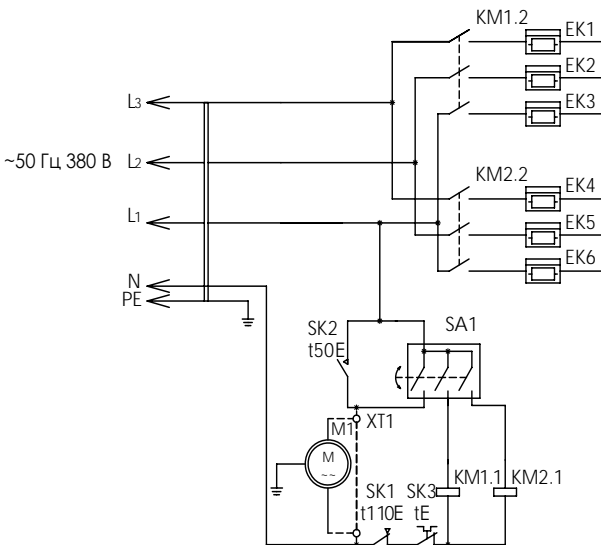 KM1.2
EK1
EK2
EK3
L3
~50 Гц 380 В L2
KM2.2
EK4
L1
EK5
EK6
N
PE
SK2
t50E
SA1
XT1
M1
M
~~
SK1
t110E
SK3
tE
KM1.1
KM2.1